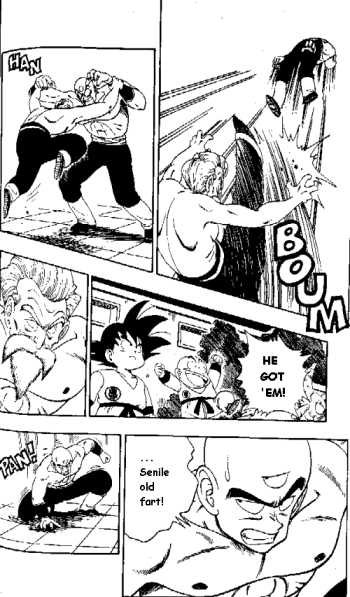 HAN
BOUM
HE
GOT
'EM!
PAN!
...
Senile
old
fart!